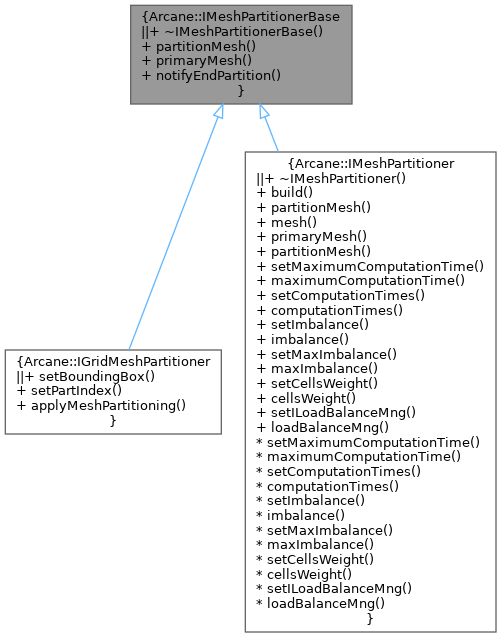 {Arcane::IMeshPartitionerBase
||+ ~IMeshPartitionerBase()
+ partitionMesh()
+ primaryMesh()
+ notifyEndPartition()
}
{Arcane::IMeshPartitioner
||+ ~IMeshPartitioner()
+ build()
+ partitionMesh()
+ mesh()
+ primaryMesh()
+ partitionMesh()
+ setMaximumComputationTime()
+ maximumComputationTime()
+ setComputationTimes()
+ computationTimes()
+ setImbalance()
+ imbalance()
+ setMaxImbalance()
+ maxImbalance()
+ setCellsWeight()
+ cellsWeight()
+ setILoadBalanceMng()
+ loadBalanceMng()
* setMaximumComputationTime()
* maximumComputationTime()
* setComputationTimes()
* computationTimes()
* setImbalance()
* imbalance()
* setMaxImbalance()
* maxImbalance()
* setCellsWeight()
* cellsWeight()
* setILoadBalanceMng()
* loadBalanceMng()
}
{Arcane::IGridMeshPartitioner
||+ setBoundingBox()
+ setPartIndex()
+ applyMeshPartitioning()
}